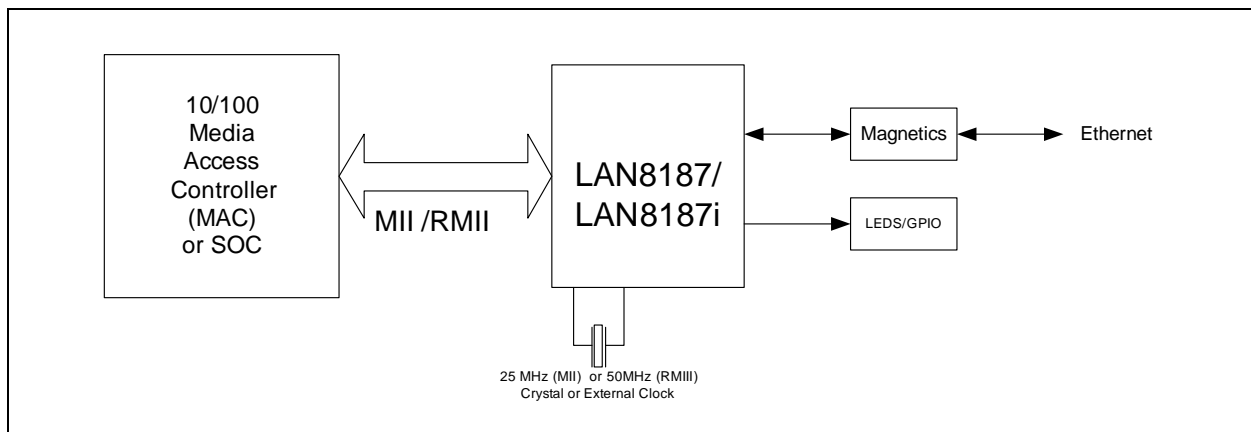 10/100
Media
Access
Controller
(MAC)
or SOC
MII /RMII
LAN8187/
LAN8187i
Magnetics
Ethernet
LEDS/GPIO
25 MHz (MII) or 50MHz (RMIII)
Crystal or External Clock